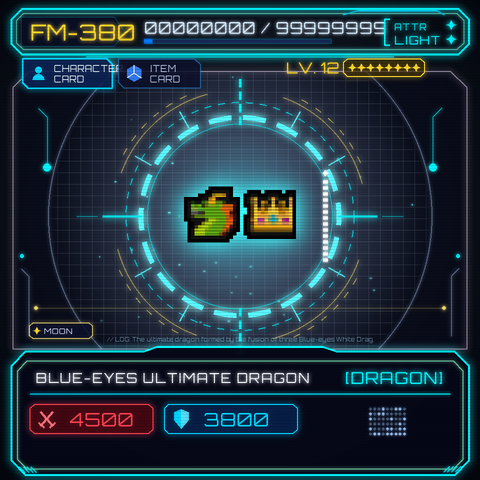 FM-380
00000000 / 999999999
ATTR
LIGHT
CHARACTER
CARD
ITEM
CARD
LV. 12
MOON
// LOG: The ultimate dragon formed by the fusion of three Blue-eyes White Drag
BLUE-EYES ULTIMATE DRAGON
[DRAGON]
4500
3800